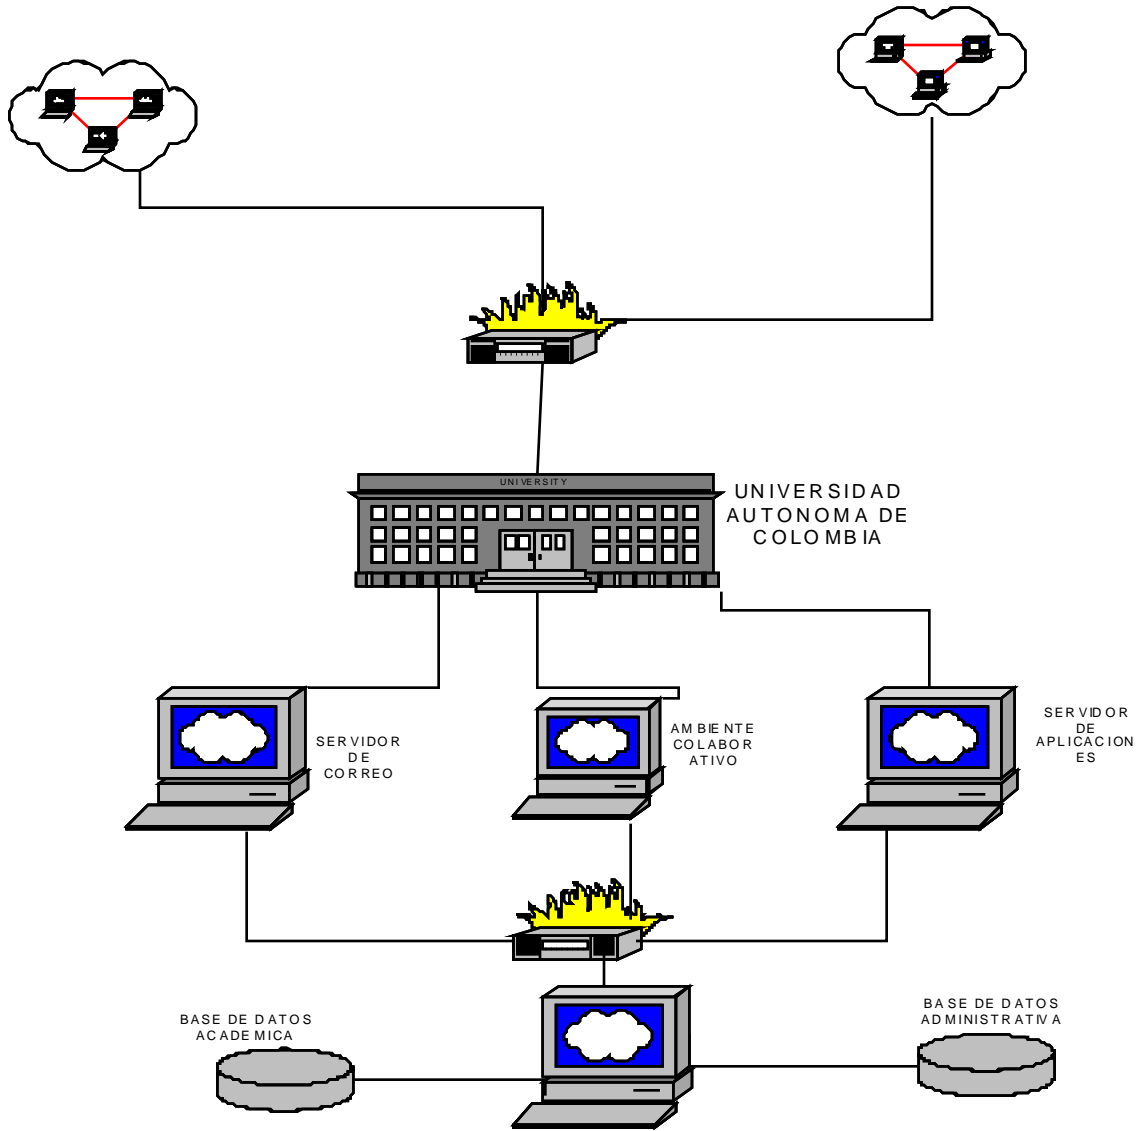 UNIVERSITY
UNIVERSIDAD
AUTONOMA DE
COLOMBIA
SERVIDOR
DE
CORREO
AMBIENTE
COLABOR
ATIVO
SERVIDOR
DE
APLICACION
ES
BASE DE DATOS
ACADEMICA
BASE DE DATOS
ADMINISTRATIVA